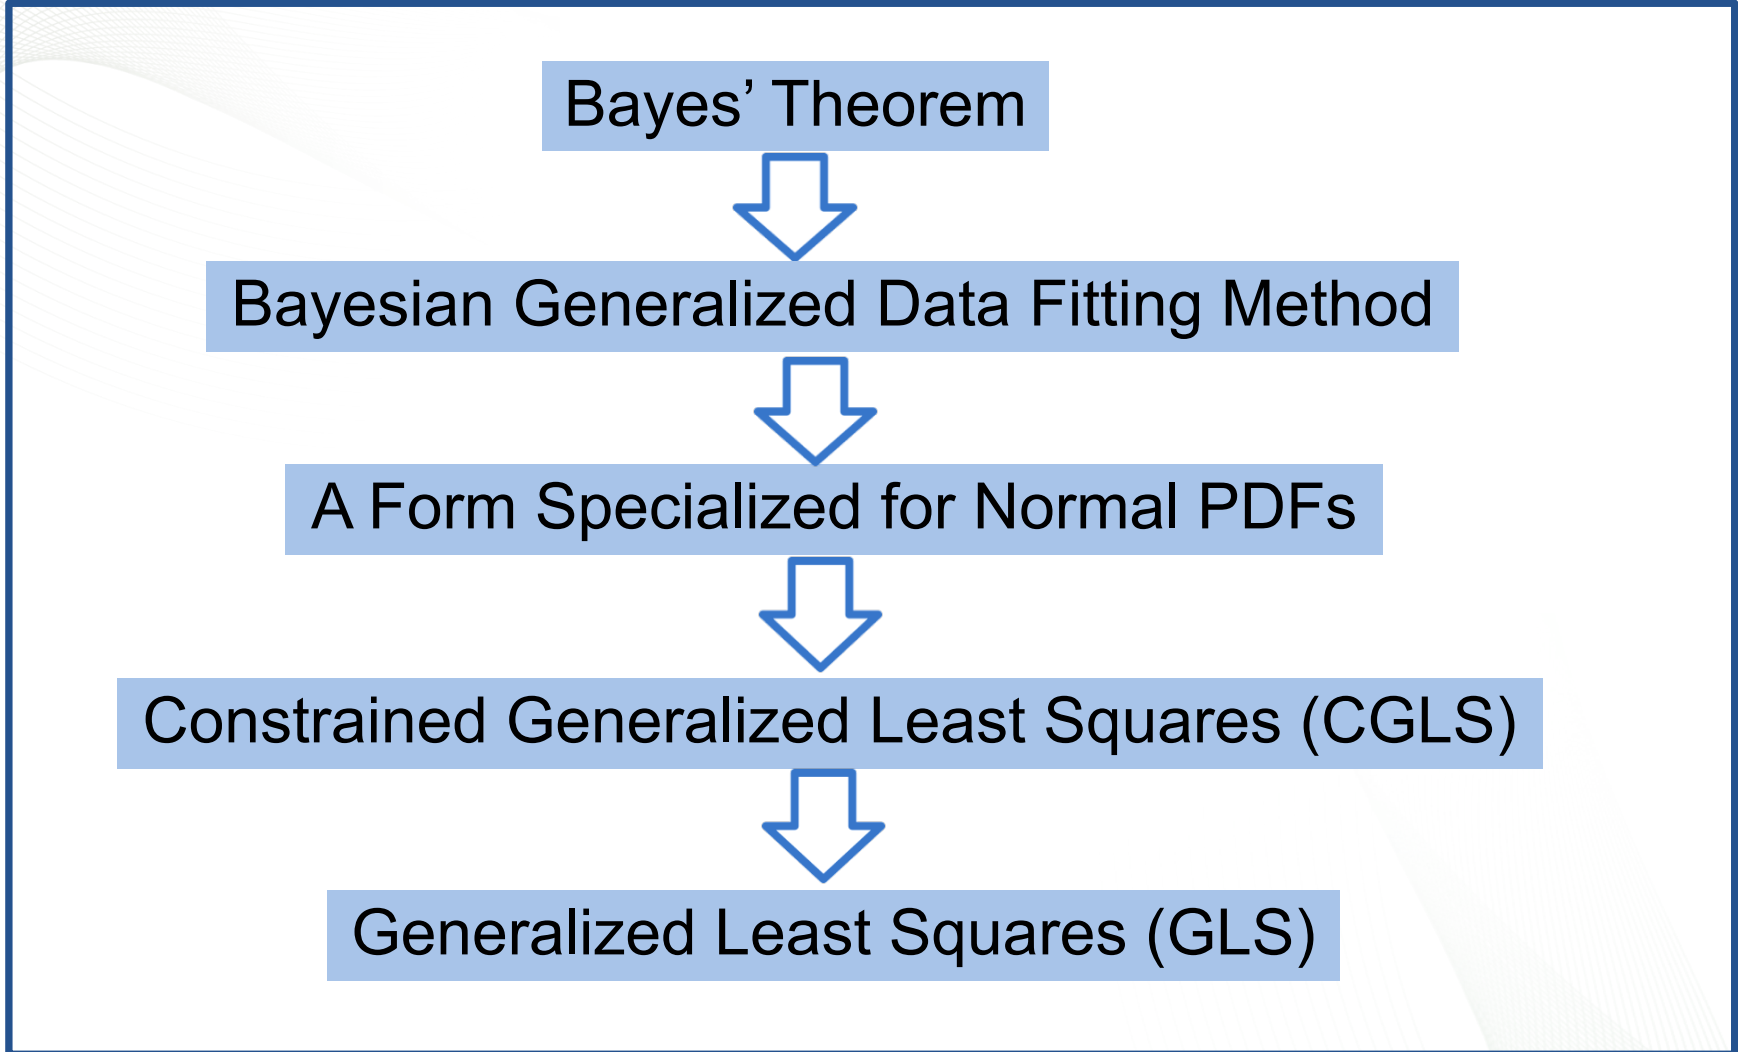 Bayes’ Theorem
Bayesian Generalized Data Fitting Method
A Form Specialized for Normal PDFs
Constrained Generalized Least Squares (CGLS)
Generalized Least Squares (GLS)